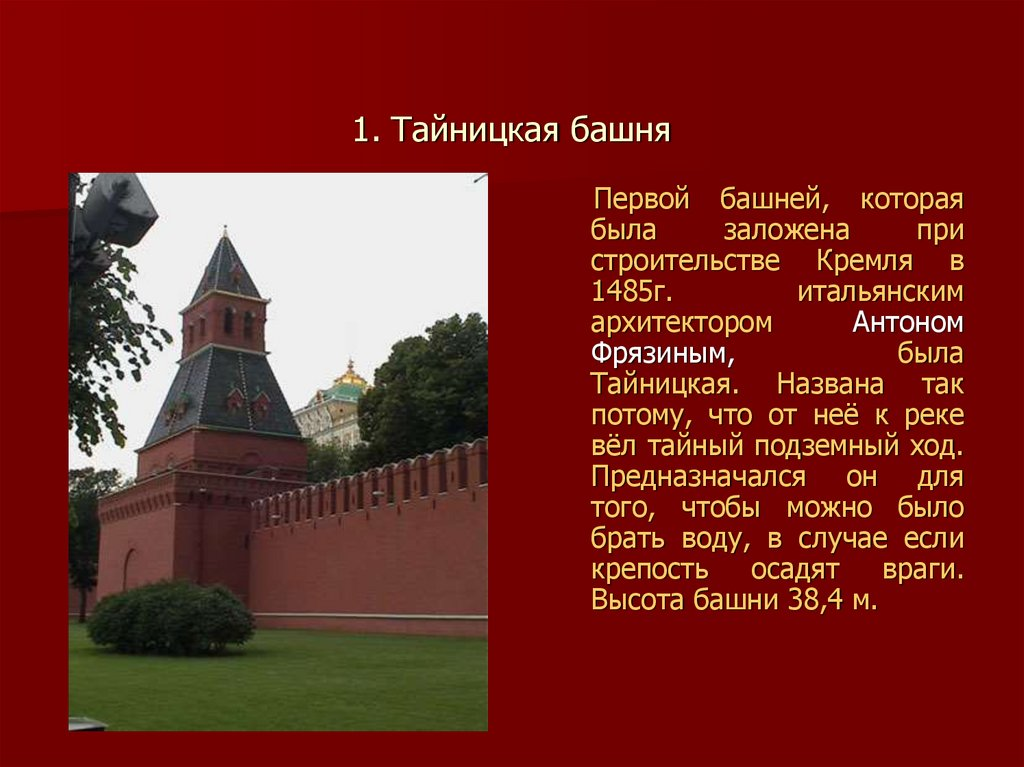 1. Тайницкая башня
Первой башней, которая
была заложена при
строительстве Кремля в
1485г. итальянским
архитектором Антоном
Фрязиным, была
Тайницкая. Названа так
потому, что от неё к реке
вёл тайный подземный ход.
Предназначался он для
того, чтобы можно было
брать воду, в случае если
крепость осадят враги.
Высота башни 38,4 м.